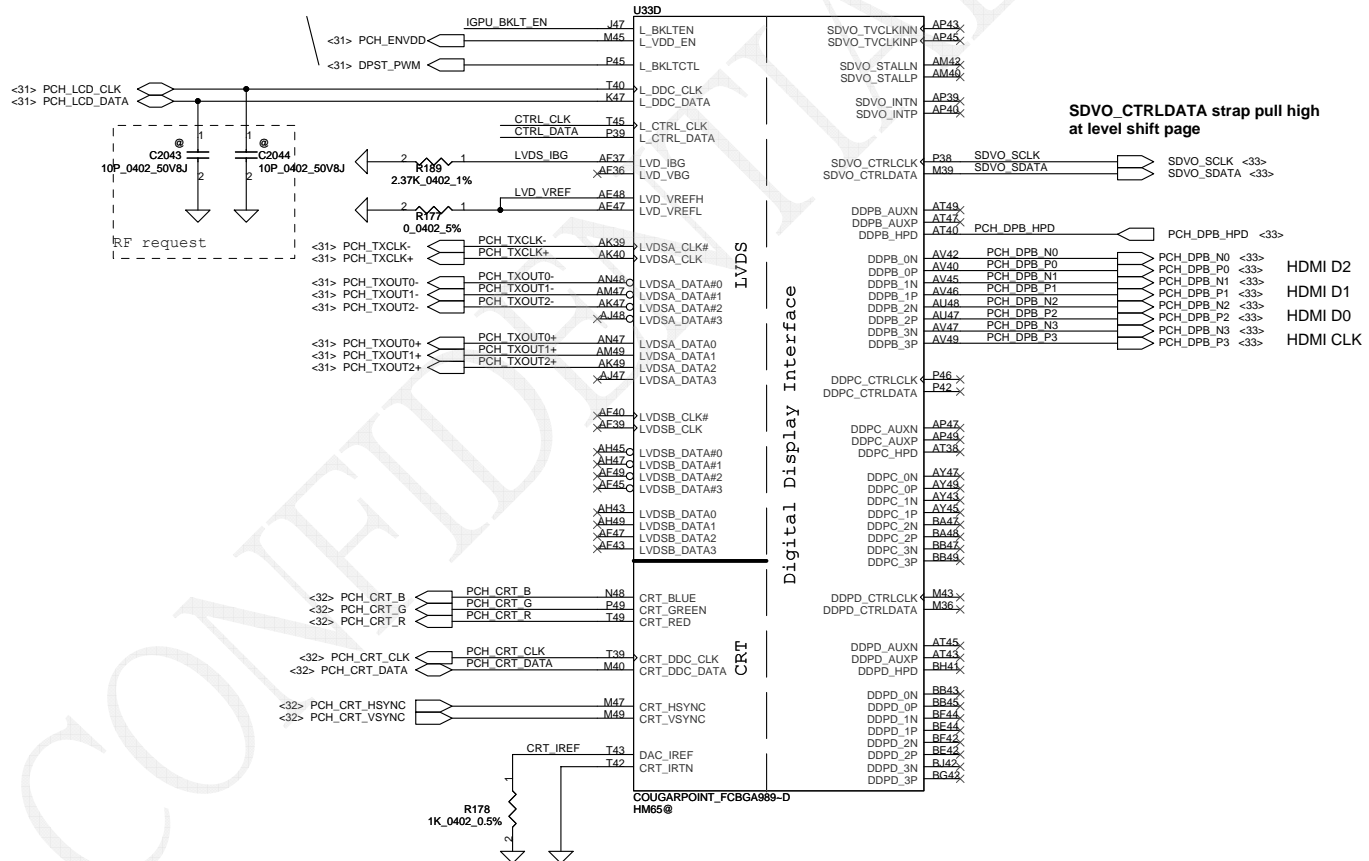 U33D
IGPU_BKLT_EN J47 L_BKLTEN
<31> PCH_ENVDD M45 L_VDD_EN
<31> DPST_PWM P45 L_BKLTCTL
<31> PCH_LCD_CLK T40 L_DDC_CLK
<31> PCH_LCD_DATA K47 L_DDC_DATA
CTRL_CLK T45 L_CTRL_CLK
CTRL_DATA P39 L_CTRL_DATA
@ 1 C2043 10P_0402_50V8J 2
@ 1 C2044 10P_0402_50V8J 2
RF request
2 R189 1 2.37K_0402_1% LVDS_IBG AF37 LVD_IBG
AF36 LVD_VBG
LVD_VREF AE48 LVD_VREFH
2 R177 1 0_0402_5% AE47 LVD_VREFL
<31> PCH_TXCLK- PCH_TXCLK- AK39 LVDSA_CLK#
<31> PCH_TXCLK+ PCH_TXCLK+ AK40 LVDSA_CLK
<31> PCH_TXOUT0- PCH_TXOUT0- AN48 LVDSA_DATA#0
<31> PCH_TXOUT1- PCH_TXOUT1- AM47 LVDSA_DATA#1
<31> PCH_TXOUT2- PCH_TXOUT2- AK47 LVDSA_DATA#2
AJ48 LVDSA_DATA#3
<31> PCH_TXOUT0+ PCH_TXOUT0+ AN47 LVDSA_DATA0
<31> PCH_TXOUT1+ PCH_TXOUT1+ AM49 LVDSA_DATA1
<31> PCH_TXOUT2+ PCH_TXOUT2+ AK49 LVDSA_DATA2
AJ47 LVDSA_DATA3
AF40 LVDSB_CLK#
AF39 LVDSB_CLK
AH45 LVDSB_DATA#0
AH47 LVDSB_DATA#1
AF49 LVDSB_DATA#2
AF45 LVDSB_DATA#3
AH43 LVDSB_DATA0
AH49 LVDSB_DATA1
AF47 LVDSB_DATA2
AF43 LVDSB_DATA3
<32> PCH_CRT_B PCH_CRT_B N48 CRT_BLUE
<32> PCH_CRT_G PCH_CRT_G P49 CRT_GREEN
<32> PCH_CRT_R PCH_CRT_R T49 CRT_RED
<32> PCH_CRT_CLK PCH_CRT_CLK T39 CRT_DDC_CLK
<32> PCH_CRT_DATA PCH_CRT_DATA M40 CRT_DDC_DATA
<32> PCH_CRT_HSYNC M47 CRT_HSYNC
<32> PCH_CRT_VSYNC M49 CRT_VSYNC
CRT_IREF T43 DAC_IREF
T42 CRT_IRTN
1 R178 1K_0402_0.5% 2
LVDS
CRT
Digital Display Interface
SDVO_TVCLKINN AP43
SDVO_TVCLKINP AP45
SDVO_STALLN AM42
SDVO_STALLP AM40
SDVO_INTN AP39
SDVO_INTP AP40
SDVO_CTRLDATA strap pull high
at level shift page
SDVO_CTRLCLK P38 SDVO_SCLK SDVO_SCLK <33>
SDVO_CTRLDATA M39 SDVO_SDATA SDVO_SDATA <33>
DDPB_AUXN AT49
DDPB_AUXP AT47
DDPB_HPD AT40 PCH_DPB_HPD PCH_DPB_HPD <33>
DDPB_0N AV42 PCH_DPB_N0 PCH_DPB_N0 <33>
DDPB_0P AV40 PCH_DPB_P0 PCH_DPB_P0 <33> HDMI D2
DDPB_1N AV45 PCH_DPB_N1 PCH_DPB_N1 <33>
DDPB_1P AV46 PCH_DPB_P1 PCH_DPB_P1 <33> HDMI D1
DDPB_2N AU48 PCH_DPB_N2 PCH_DPB_N2 <33>
DDPB_2P AU47 PCH_DPB_P2 PCH_DPB_P2 <33> HDMI D0
DDPB_3N AV47 PCH_DPB_N3 PCH_DPB_N3 <33>
DDPB_3P AV49 PCH_DPB_P3 PCH_DPB_P3 <33> HDMI CLK
DDPC_CTRLCLK P46
DDPC_CTRLDATA P42
DDPC_AUXN AP47
DDPC_AUXP AP49
DDPC_HPD AT38
DDPC_0N AY47
DDPC_0P AY49
DDPC_1N AY43
DDPC_1P AY45
DDPC_2N BA47
DDPC_2P BA48
DDPC_3N BB47
DDPC_3P BB49
DDPD_CTRLCLK M43
DDPD_CTRLDATA M36
DDPD_AUXN AT45
DDPD_AUXP AT43
DDPD_HPD BH41
DDPD_0N BB43
DDPD_0P BB45
DDPD_1N BF44
DDPD_1P BE44
DDPD_2N BF42
DDPD_2P BE42
DDPD_3N BJ42
DDPD_3P BG42
COUGARPOINT_FCBGA989~D
HM65@
CONFIDENTIAL